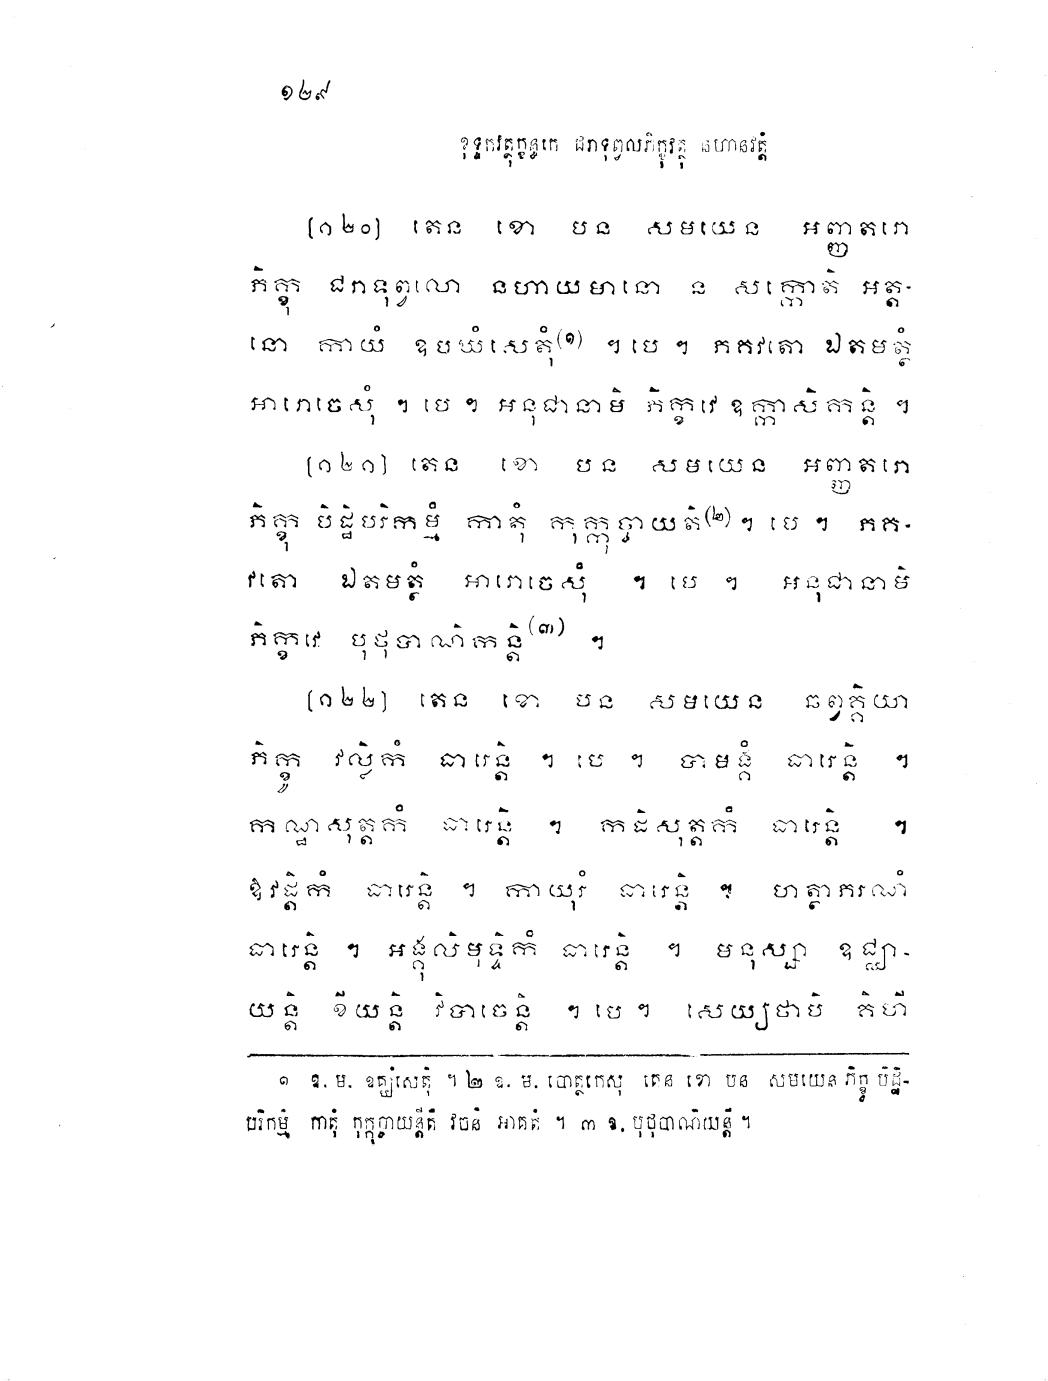 ១២៩
ខុទ្ទកវត្ថុក្ខន្ធកេ ជរាទុព្វលភិក្ខុវត្ថុ នហានវត្តំ
[១២០] តេន ខោ បន សមយេន អញ្ញតរោ
ភិក្ខុ ជរាទុព្វលោ នហាយមានោ ន សក្កោតិ អត្ត-
នោ កាយំ ឧបឃំសេតុំ(១) ។ បេ ។ ភគវតោ ឯតមត្ថំ
អារោចេសុំ ។ បេ ។ អនុជានាមិ ភិក្ខវេ ឧក្កាសិកន្តិ ។
[១២១] តេន ខោ បន សមយេន អញ្ញតរោ
ភិក្ខុ បិដ្ឋិបរិកម្មំ កាតុំ កុក្កុច្ចាយតិ(២) ។ បេ ។ ភគ-
វតោ ឯតមត្ថំ អារោចេសុំ ។ បេ ។ អនុជានាមិ
ភិក្ខវេ បុថុបាណិកន្តិ(៣) ។
[១២២] តេន ខោ បន សមយេន ឆព្វគ្គិយា
ភិក្ខូ វល្លិកំ ធារេន្តិ ។ បេ ។ បាមង្គំ ធារេន្តិ ។
កណ្ឋសុត្តកំ ធារេន្តិ ។ កដិសុត្តកំ ធារេន្តិ ។
ឱវដ្តិកំ ធារេន្តិ ។ កាយុរំ ធារេន្តិ ។ ហត្ថាភរណំ
ធារេន្តិ ។ អង្គុលិមុទ្ទិកំ ធារេន្តិ ។ មនុស្សា ឧជ្ឈា-
យន្តិ ខីយន្តិ វិបាចេន្តិ ។ បេ ។ សេយ្យថាបិ គិហី
១ ឱ. ម. ឧគ្ឃំសេតុំ ។ ២ ឱ. ម. បោត្ថកេសុ តេន ខោ បន សមយេន ភិក្ខូ បិដ្ឋិ-
បរិកម្មំ កាតុំ កុក្កុច្ចាយន្តីតិ វចនំ អាគតំ ។ ៣ ឱ. បុថុបាណិយន្តិ ។